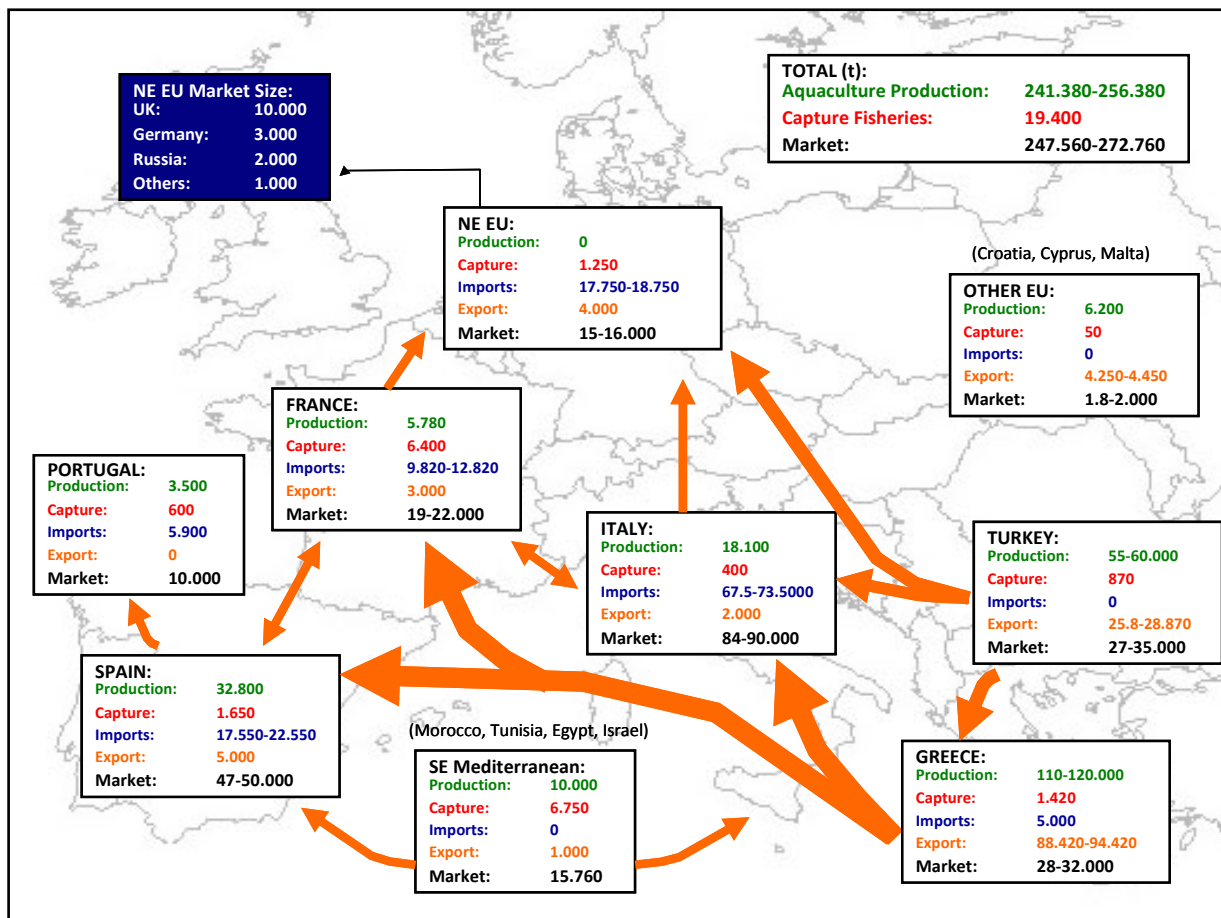 NE EU Market Size:
UK: 10.000
Germany: 3.000
Russia: 2.000
Others: 1.000
TOTAL (t):
Aquaculture Production: 241.380-256.380
Capture Fisheries: 19.400
Market: 247.560-272.760
NE EU:
Production: 0
Capture: 1.250
Imports: 17.750-18.750
Export: 4.000
Market: 15-16.000
(Croatia, Cyprus, Malta)
OTHER EU:
Production: 6.200
Capture: 50
Imports: 0
Export: 4.250-4.450
Market: 1.8-2.000
FRANCE:
Production: 5.780
Capture: 6.400
Imports: 9.820-12.820
Export: 3.000
Market: 19-22.000
PORTUGAL:
Production: 3.500
Capture: 600
Imports: 5.900
Export: 0
Market: 10.000
ITALY:
Production: 18.100
Capture: 400
Imports: 67.5-73.5000
Export: 2.000
Market: 84-90.000
TURKEY:
Production: 55-60.000
Capture: 870
Imports: 0
Export: 25.8-28.870
Market: 27-35.000
SPAIN:
Production: 32.800
Capture: 1.650
Imports: 17.550-22.550
Export: 5.000
Market: 47-50.000
(Morocco, Tunisia, Egypt, Israel)
SE Mediterranean:
Production: 10.000
Capture: 6.750
Imports: 0
Export: 1.000
Market: 15.760
GREECE:
Production: 110-120.000
Capture: 1.420
Imports: 5.000
Export: 88.420-94.420
Market: 28-32.000